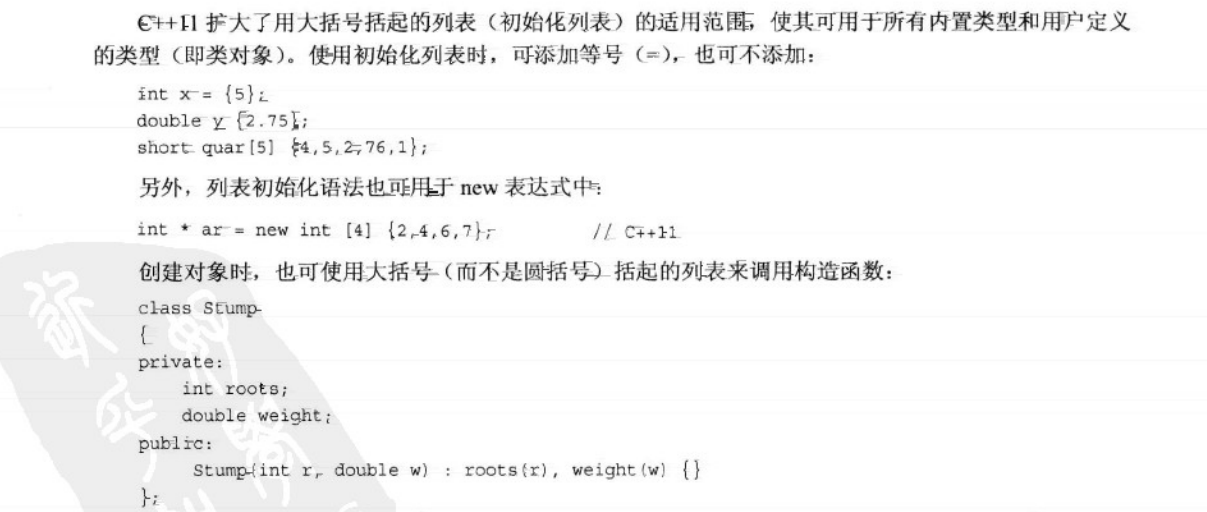 C++11 扩大了用大括号括起的列表（初始化列表）的适用范围，使其可用于所有内置类型和用户定义
的类型（即类对象）。使用初始化列表时，可添加等号（=），也可不添加：
int x = {5};
double y {2.75};
short quar[5] {4,5,2,76,1};
另外，列表初始化语法也可用于 new 表达式中：
int * ar = new int [4] {2,4,6,7};          // C++11
创建对象时，也可使用大括号（而不是圆括号）括起的列表来调用构造函数：
class Stump
{
private:
    int roots;
    double weight;
public:
    Stump(int r, double w) : roots(r), weight(w) {}
};